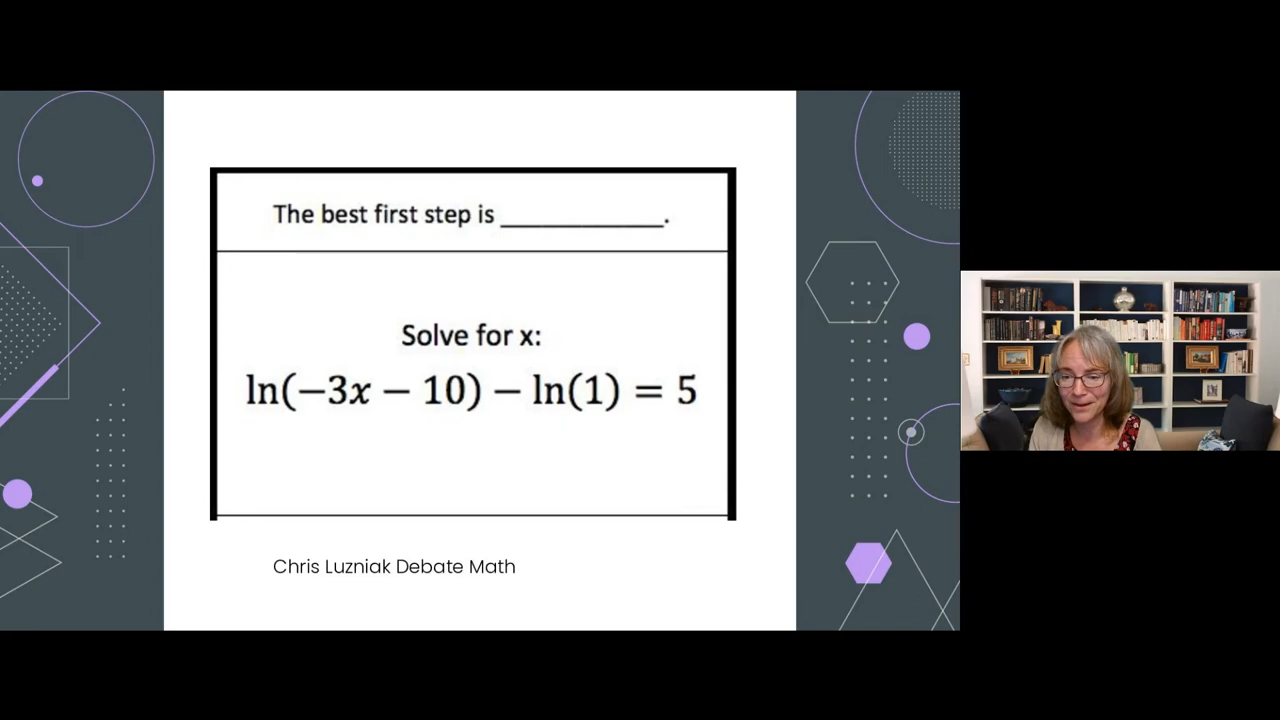 The best first step is ____________.
Solve for x:
ln(−3x − 10) − ln(1) = 5
Chris Luzniak Debate Math